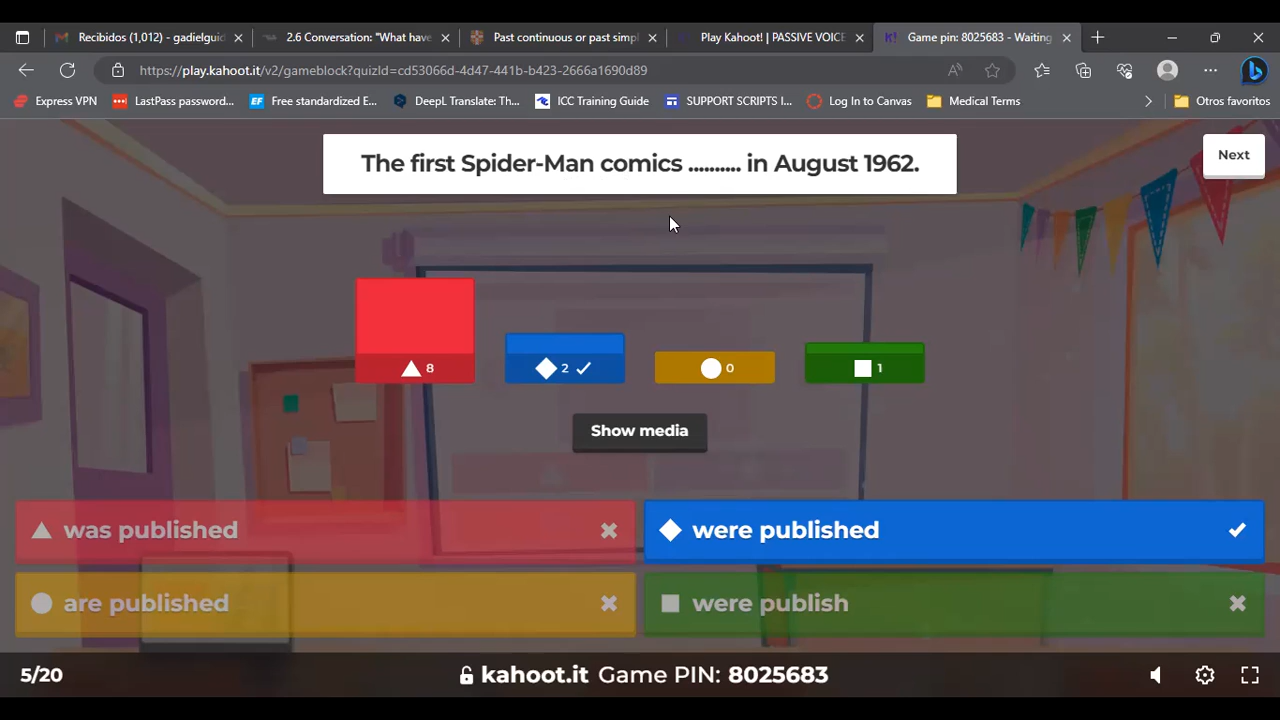 Recibidos (1,012) - gadielguid
2.6 Conversation: "What have
Past continuous or past simpl
Play Kahoot! | PASSIVE VOICE
Game pin: 8025683 - Waiting
https://play.kahoot.it/v2/gameblock?quizId=cd53066d-4d47-441b-b423-2666a1690d89
Express VPN
LastPass password...
Free standardized E...
DeepL Translate: Th...
ICC Training Guide
SUPPORT SCRIPTS I...
Log In to Canvas
Medical Terms
Otros favoritos
The first Spider-Man comics .......... in August 1962.
Next
8
2
0
1
Show media
was published
were published
are published
were publish
5/20
kahoot.it Game PIN: 8025683